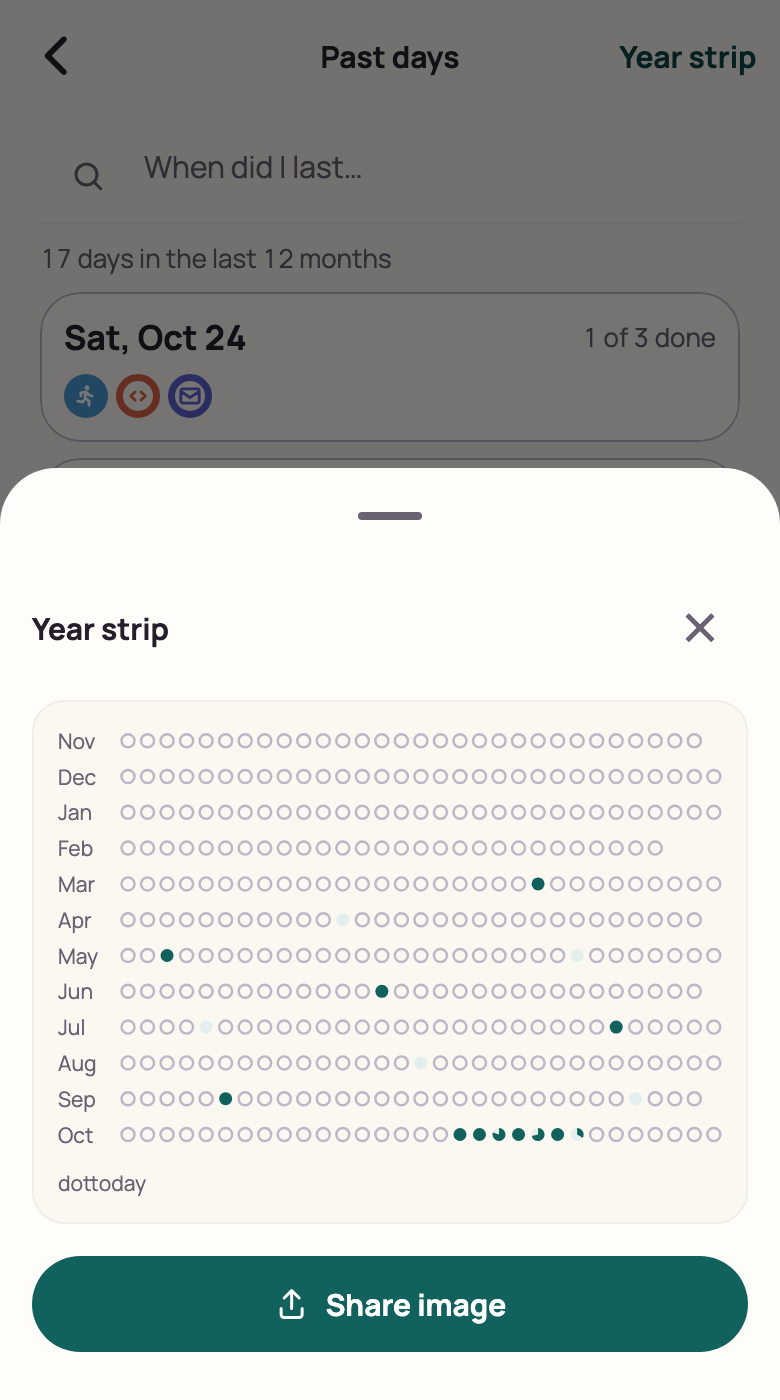 Past days
Year strip
When did I last...
17 days in the last 12 months
Sat, Oct 24
1 of 3 done
Year strip
Nov
Dec
Jan
Feb
Mar
Apr
May
Jun
Jul
Aug
Sep
Oct
dottoday
Share image